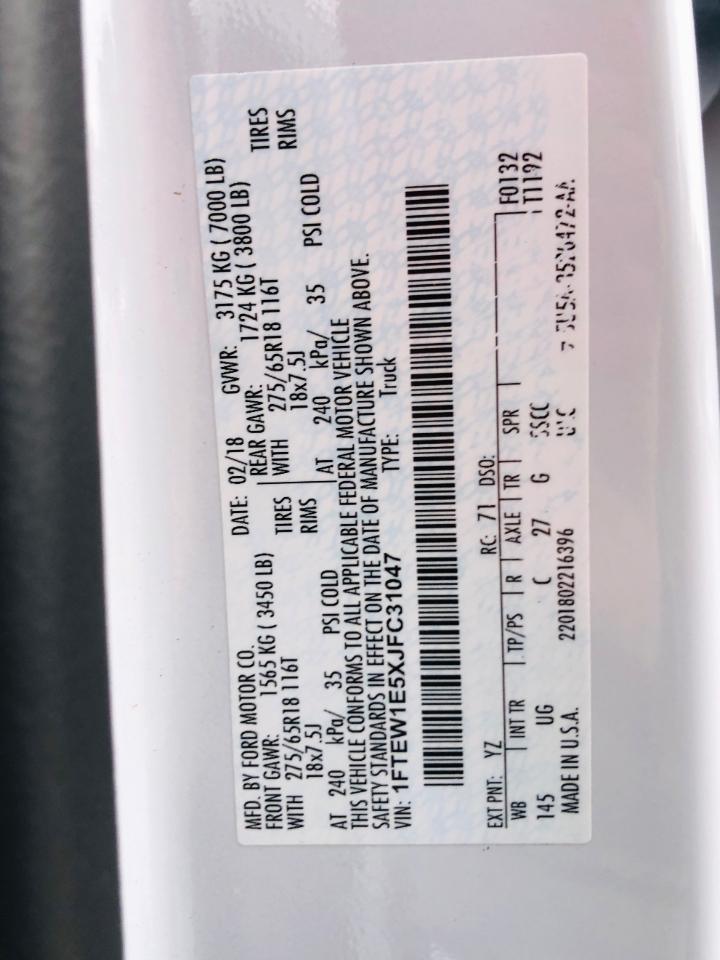 MFD. BY FORD MOTOR CO.
DATE: 02/18 GVWR: 3175 KG ( 7000 LB)
FRONT GAWR: 1565 KG ( 3450 LB)
REAR GAWR: 1724 KG ( 3800 LB)
WITH 275/65R18 116T TIRES
WITH 275/65R18 116T TIRES
18x7.5J RIMS
18x7.5J RIMS
AT 240 kPa/ 35 PSI COLD
AT 240 kPa/ 35 PSI COLD
THIS VEHICLE CONFORMS TO ALL APPLICABLE FEDERAL MOTOR VEHICLE
SAFETY STANDARDS IN EFFECT ON THE DATE OF MANUFACTURE SHOWN ABOVE.
VIN: 1FTEW1E5XJFC31047 TYPE: Truck
EXT PNT: YZ RC: 71 DSO: F0132
WB INT TR TP/PS R AXLE TR SPR T1192
145 UG C 27 G
MADE IN U.S.A. 2201802216396